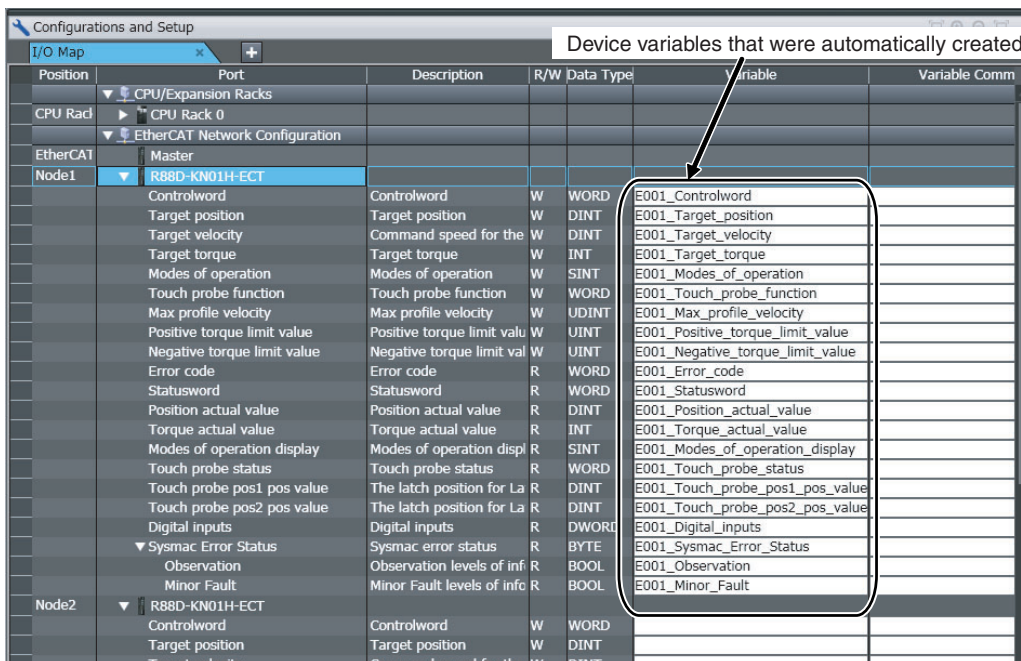 Configurations and Setup
I/O Map × +
Device variables that were automatically created
Position Port Description R/W Data Type Variable Variable Comm
▼ CPU/Expansion Racks
CPU Rack ▶ CPU Rack 0
▼ EtherCAT Network Configuration
EtherCAT Master
Node1 ▼ R88D-KN01H-ECT
Controlword Controlword W WORD E001_Controlword
Target position Target position W DINT E001_Target_position
Target velocity Command speed for the W DINT E001_Target_velocity
Target torque Target torque W INT E001_Target_torque
Modes of operation Modes of operation W SINT E001_Modes_of_operation
Touch probe function Touch probe function W WORD E001_Touch_probe_function
Max profile velocity Max profile velocity W UDINT E001_Max_profile_velocity
Positive torque limit value Positive torque limit valu W UINT E001_Positive_torque_limit_value
Negative torque limit value Negative torque limit val W UINT E001_Negative_torque_limit_value
Error code Error code R WORD E001_Error_code
Statusword Statusword R WORD E001_Statusword
Position actual value Position actual value R DINT E001_Position_actual_value
Torque actual value Torque actual value R INT E001_Torque_actual_value
Modes of operation display Modes of operation displ R SINT E001_Modes_of_operation_display
Touch probe status Touch probe status R WORD E001_Touch_probe_status
Touch probe pos1 pos value The latch position for La R DINT E001_Touch_probe_pos1_pos_value
Touch probe pos2 pos value The latch position for La R DINT E001_Touch_probe_pos2_pos_value
Digital inputs Digital inputs R DWORD E001_Digital_inputs
▼ Sysmac Error Status Sysmac error status R BYTE E001_Sysmac_Error_Status
Observation Observation levels of inf R BOOL E001_Observation
Minor Fault Minor Fault levels of info R BOOL E001_Minor_Fault
Node2 ▼ R88D-KN01H-ECT
Controlword Controlword W WORD
Target position Target position W DINT